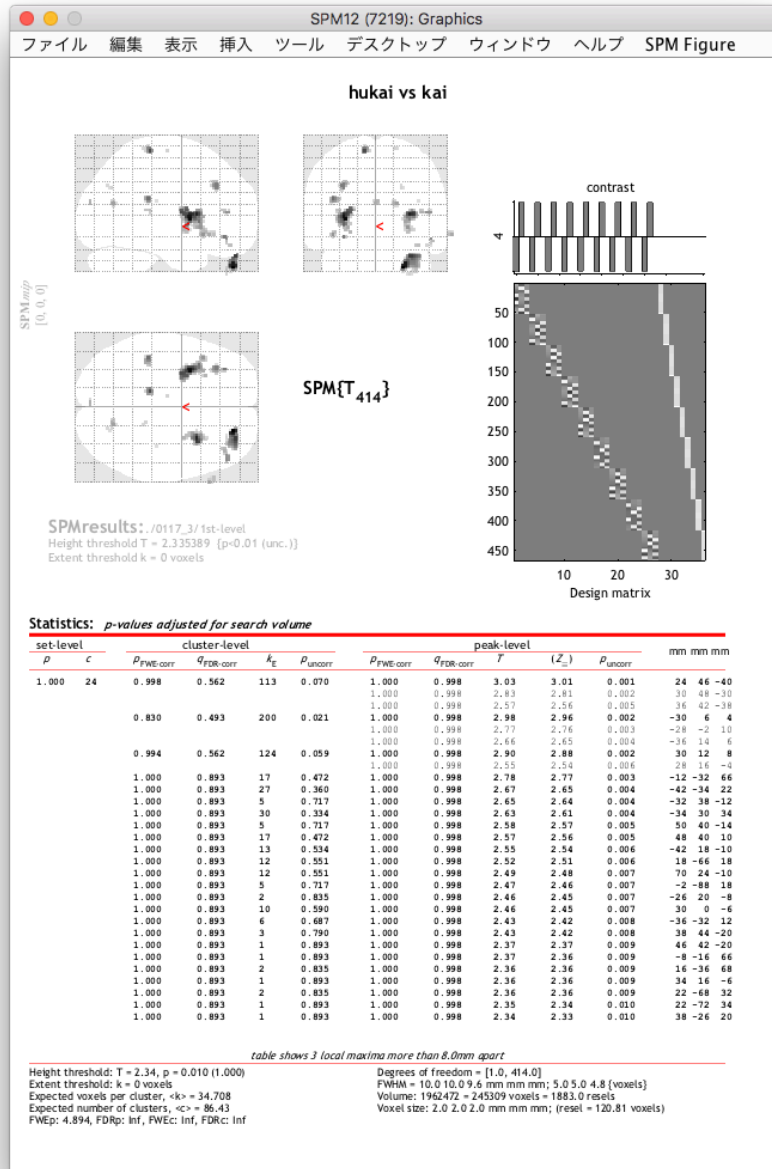 SPM12 (7219): Graphics
ファイル 編集 表示 挿入 ツール デスクトップ ウィンドウ ヘルプ SPM Figure
hukai vs kai
<
<
<
SPMmip
[0, 0, 0]
SPM{T414}
SPMresults: ./0117_3/1st-level
Height threshold T = 2.335389 {p<0.01 (unc.)}
Extent threshold k = 0 voxels
contrast
4
50
100
150
200
250
300
350
400
450
10 20 30
Design matrix
Statistics: p-values adjusted for search volume
set-level cluster-level peak-level mm mm mm
p c pFWE-corr qFDR-corr kE puncorr pFWE-corr qFDR-corr T (Z≡) puncorr
1.000 24 0.998 0.562 113 0.070 1.000 0.998 3.03 3.01 0.001 24 46 -40
1.000 0.998 2.83 2.81 0.002 30 48 -30
1.000 0.998 2.57 2.56 0.005 36 42 -38
0.830 0.493 200 0.021 1.000 0.998 2.98 2.96 0.002 -30 6 4
1.000 0.998 2.77 2.76 0.003 -28 -2 10
1.000 0.998 2.66 2.65 0.004 -36 14 6
0.994 0.562 124 0.059 1.000 0.998 2.90 2.88 0.002 30 12 8
1.000 0.998 2.55 2.54 0.006 28 16 -4
1.000 0.893 17 0.472 1.000 0.998 2.78 2.77 0.003 -12 -32 66
1.000 0.893 27 0.360 1.000 0.998 2.67 2.65 0.004 -42 -34 22
1.000 0.893 5 0.717 1.000 0.998 2.65 2.64 0.004 -32 38 -12
1.000 0.893 30 0.334 1.000 0.998 2.63 2.61 0.004 -34 30 34
1.000 0.893 5 0.717 1.000 0.998 2.58 2.57 0.005 50 40 -14
1.000 0.893 17 0.472 1.000 0.998 2.57 2.56 0.005 48 40 10
1.000 0.893 13 0.534 1.000 0.998 2.55 2.54 0.006 -42 18 -10
1.000 0.893 12 0.551 1.000 0.998 2.52 2.51 0.006 18 -66 18
1.000 0.893 12 0.551 1.000 0.998 2.49 2.48 0.007 70 24 -10
1.000 0.893 5 0.717 1.000 0.998 2.47 2.46 0.007 -2 -88 18
1.000 0.893 2 0.835 1.000 0.998 2.46 2.45 0.007 -26 20 -8
1.000 0.893 10 0.590 1.000 0.998 2.46 2.45 0.007 30 0 -6
1.000 0.893 6 0.687 1.000 0.998 2.43 2.42 0.008 -36 -32 12
1.000 0.893 3 0.790 1.000 0.998 2.43 2.42 0.008 38 44 -20
1.000 0.893 1 0.893 1.000 0.998 2.37 2.37 0.009 46 42 -20
1.000 0.893 1 0.893 1.000 0.998 2.37 2.36 0.009 -8 -16 66
1.000 0.893 2 0.835 1.000 0.998 2.36 2.36 0.009 16 -36 68
1.000 0.893 1 0.893 1.000 0.998 2.36 2.36 0.009 34 16 -6
1.000 0.893 2 0.835 1.000 0.998 2.36 2.36 0.009 22 -68 32
1.000 0.893 1 0.893 1.000 0.998 2.35 2.34 0.010 22 -72 34
1.000 0.893 1 0.893 1.000 0.998 2.34 2.33 0.010 38 -26 20
table shows 3 local maxima more than 8.0mm apart
Height threshold: T = 2.34, p = 0.010 (1.000)
Extent threshold: k = 0 voxels
Expected voxels per cluster, <k> = 34.708
Expected number of clusters, <c> = 86.43
FWEp: 4.894, FDRp: Inf, FWEc: Inf, FDRc: Inf
Degrees of freedom = [1.0, 414.0]
FWHM = 10.0 10.0 9.6 mm mm mm; 5.0 5.0 4.8 {voxels}
Volume: 1962472 = 245309 voxels = 1883.0 resels
Voxel size: 2.0 2.0 2.0 mm mm mm; (resel = 120.81 voxels)